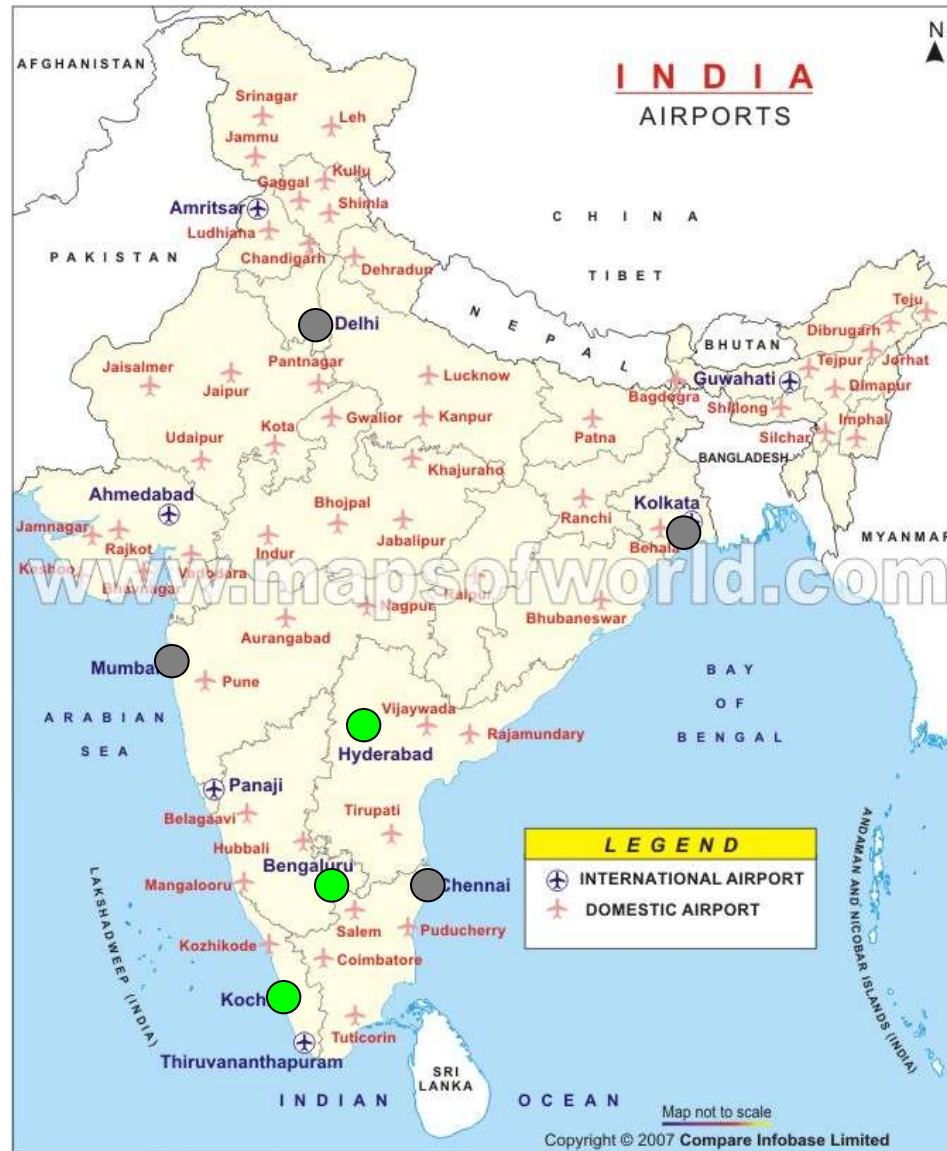 N
AFGHANISTAN
INDIA
AIRPORTS
Srinagar
Leh
Jammu
Kullu
Gaggal
Amritsar
Shimla
Ludhiana
CHINA
PAKISTAN
Chandigarh
Dehradun
TIBET
Teju
NEPAL
Delhi
Dibrugarh
BHUTAN
Pantnagar
Tejpur
Jorhat
Jaisalmer
Lucknow
Guwahati
Dimapur
Jaipur
Bagdogra
Shillong
Gwalior
Kanpur
Imphal
Kota
Patna
Silchar
Udaipur
Khajuraho
BANGLADESH
Ahmedabad
Bhojpal
Kolkata
Jamnagar
Ranchi
MYANMAR
Rajkot
Indur
Jabalipur
Behala
Keshoo
Vadodara
www.mapsofworld.com
Bhavnagar
Raipur
Nagpur
Bhubaneswar
Aurangabad
Mumba
Pune
BAY
OF
BENGAL
ARABIAN
SEA
Vijaywada
Rajamundary
Hyderabad
Panaji
Belagaavi
Tirupati
Hubbali
Bengaluru
LEGEND
INTERNATIONAL AIRPORT
DOMESTIC AIRPORT
Mangalooru
Chennai
ANDAMAN AND NICOBAR ISLANDS (INDIA)
LAKSHADWEEP (INDIA)
Salem
Puducherry
Kozhikode
Coimbatore
Koch
Tuticorin
Thiruvananthapuram
SRI
LANKA
INDIAN OCEAN
Map not to scale
Copyright © 2007 Compare Infobase Limited